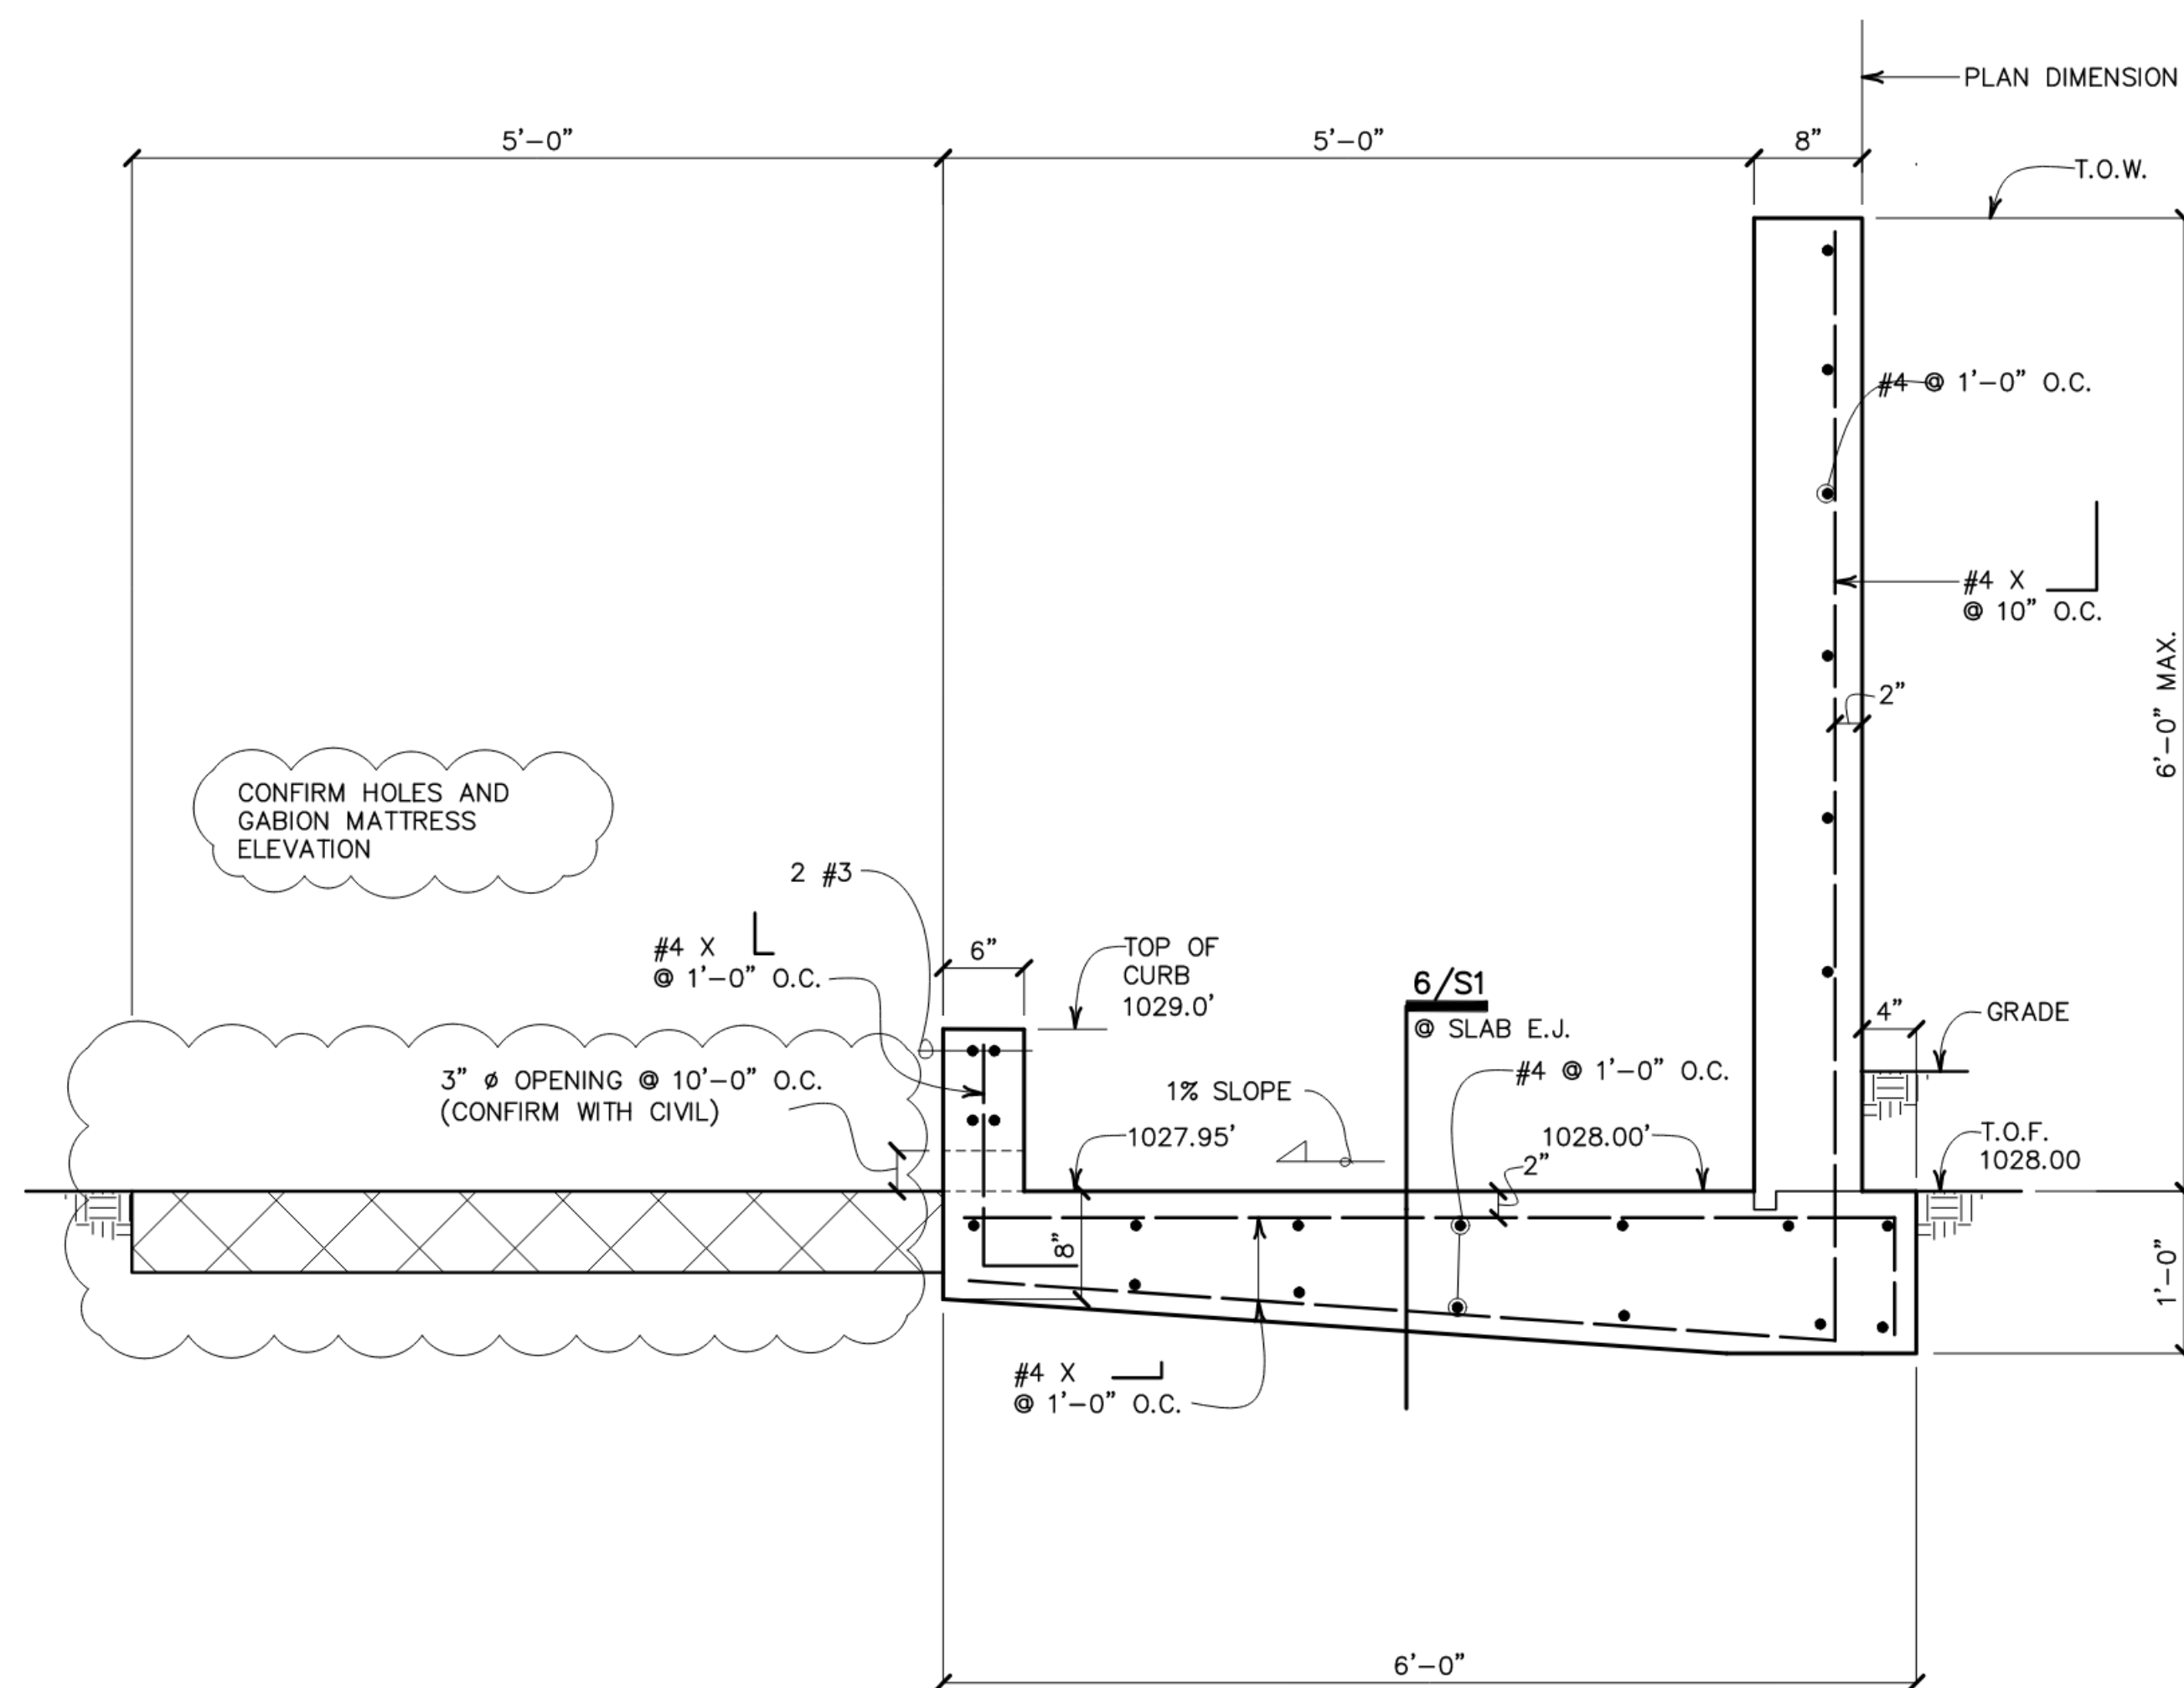 PLAN DIMENSION
5'-0"
5'-0"
8"
T.O.W.
#4 @ 1'-0" O.C.
#4 X
@ 10" O.C.
6'-0" MAX.
2"
CONFIRM HOLES AND
GABION MATTRESS
ELEVATION
2 #3
#4 X
@ 1'-0" O.C.
6"
TOP OF
CURB
1029.0'
6/S1
@ SLAB E.J.
4"
GRADE
3" ø OPENING @ 10'-0" O.C.
(CONFIRM WITH CIVIL)
1% SLOPE
#4 @ 1'-0" O.C.
1027.95'
1028.00'
2"
T.O.F.
1028.00
8"
1'-0"
#4 X
@ 1'-0" O.C.
6'-0"